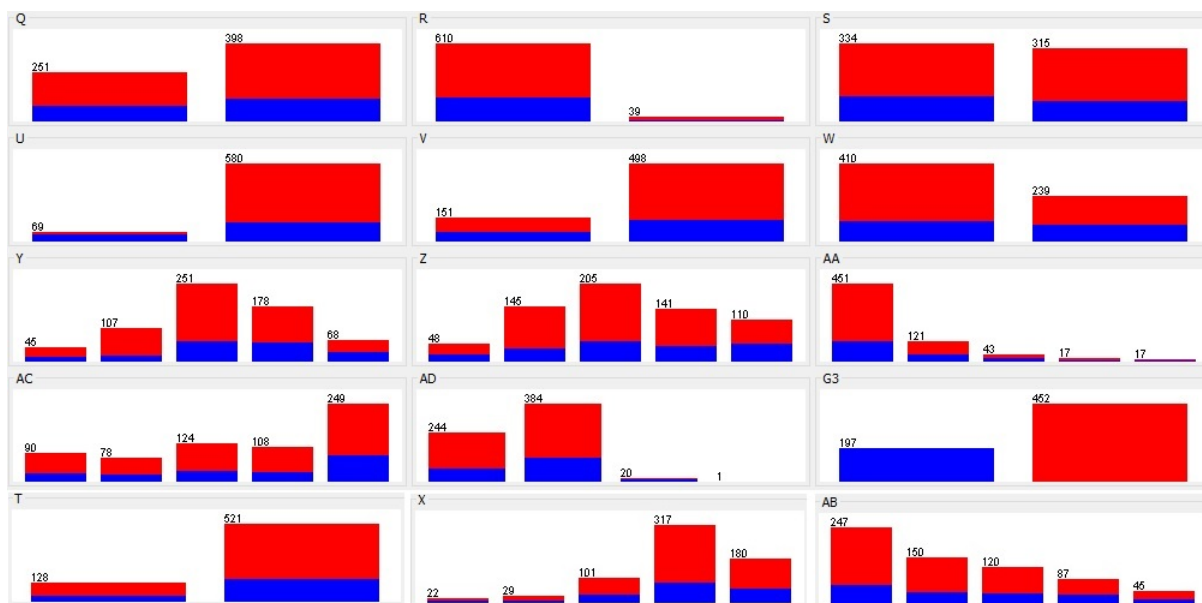 Q R S
251 398 610 39 334 315
U V W
69 580 151 498 410 239
Y Z AA
45 107 251 178 68 48 145 205 141 110 451 121 43 17 17
AC AD G3
90 78 124 108 249 244 384 20 1 197 452
T X AB
128 521 22 29 101 317 180 247 150 120 87 45